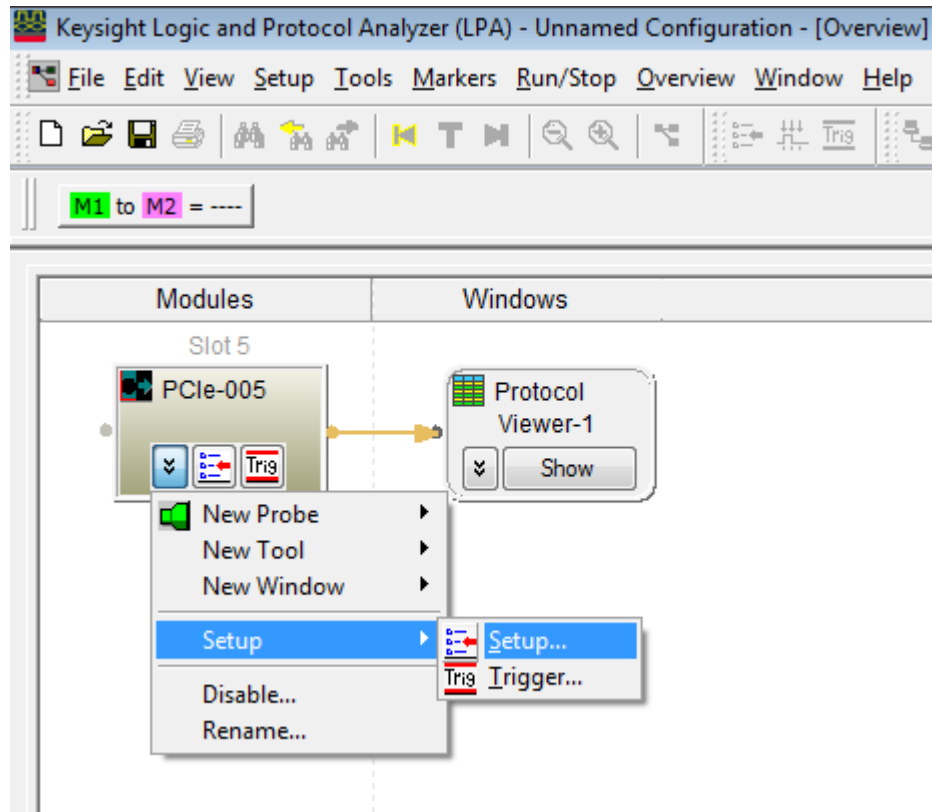 Keysight Logic and Protocol Analyzer (LPA) - Unnamed Configuration - [Overview]
File Edit View Setup Tools Markers Run/Stop Overview Window Help
T Trig
M1 to M2 = ----
Modules Windows
Slot 5
PCIe-005
Protocol
Viewer-1
Trig
Show
New Probe
New Tool
New Window
Setup
Setup...
Trigger...
Trig
Disable...
Rename...